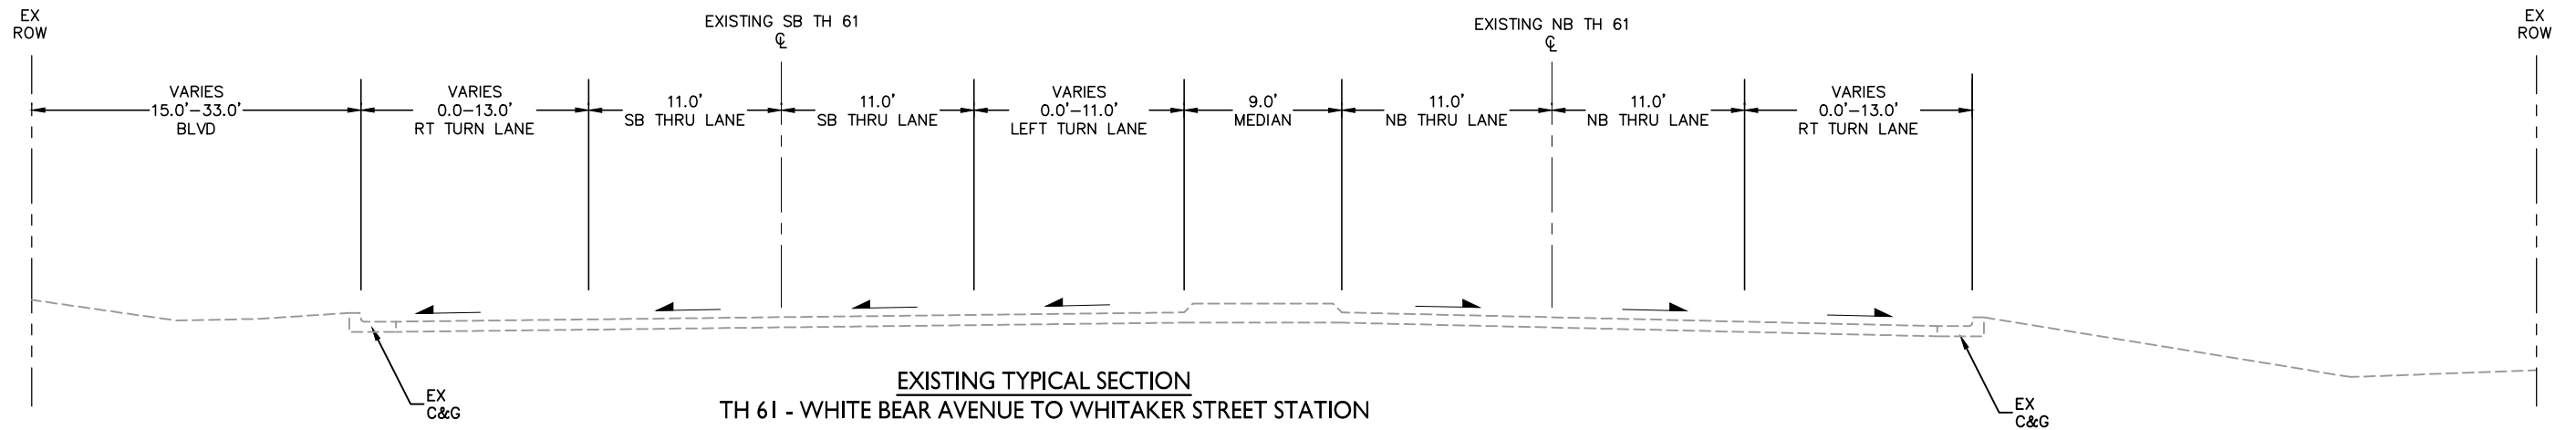 EX
ROW
EXISTING SB TH 61
℄
EXISTING NB TH 61
℄
EX
ROW
VARIES
15.0'-33.0'
BLVD
VARIES
0.0-13.0'
RT TURN LANE
11.0'
SB THRU LANE
11.0'
SB THRU LANE
VARIES
0.0'-11.0'
LEFT TURN LANE
9.0'
MEDIAN
11.0'
NB THRU LANE
11.0'
NB THRU LANE
VARIES
0.0'-13.0'
RT TURN LANE
EX
C&G
EX
C&G
EXISTING TYPICAL SECTION
TH 61 - WHITE BEAR AVENUE TO WHITAKER STREET STATION